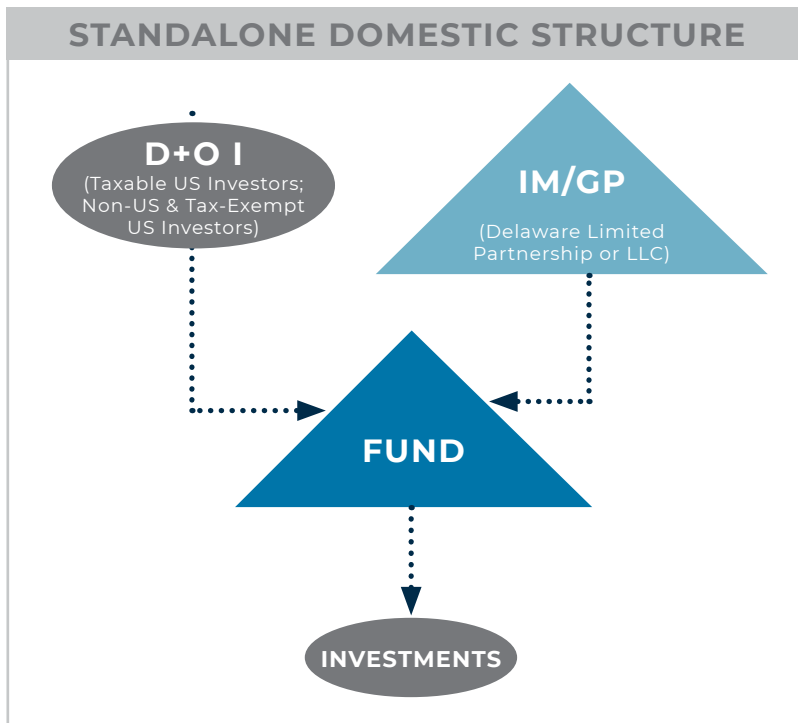 STANDALONE DOMESTIC STRUCTURE
D+O I
(Taxable US Investors;
Non-US & Tax-Exempt
US Investors)
IM/GP
(Delaware Limited
Partnership or LLC)
FUND
INVESTMENTS